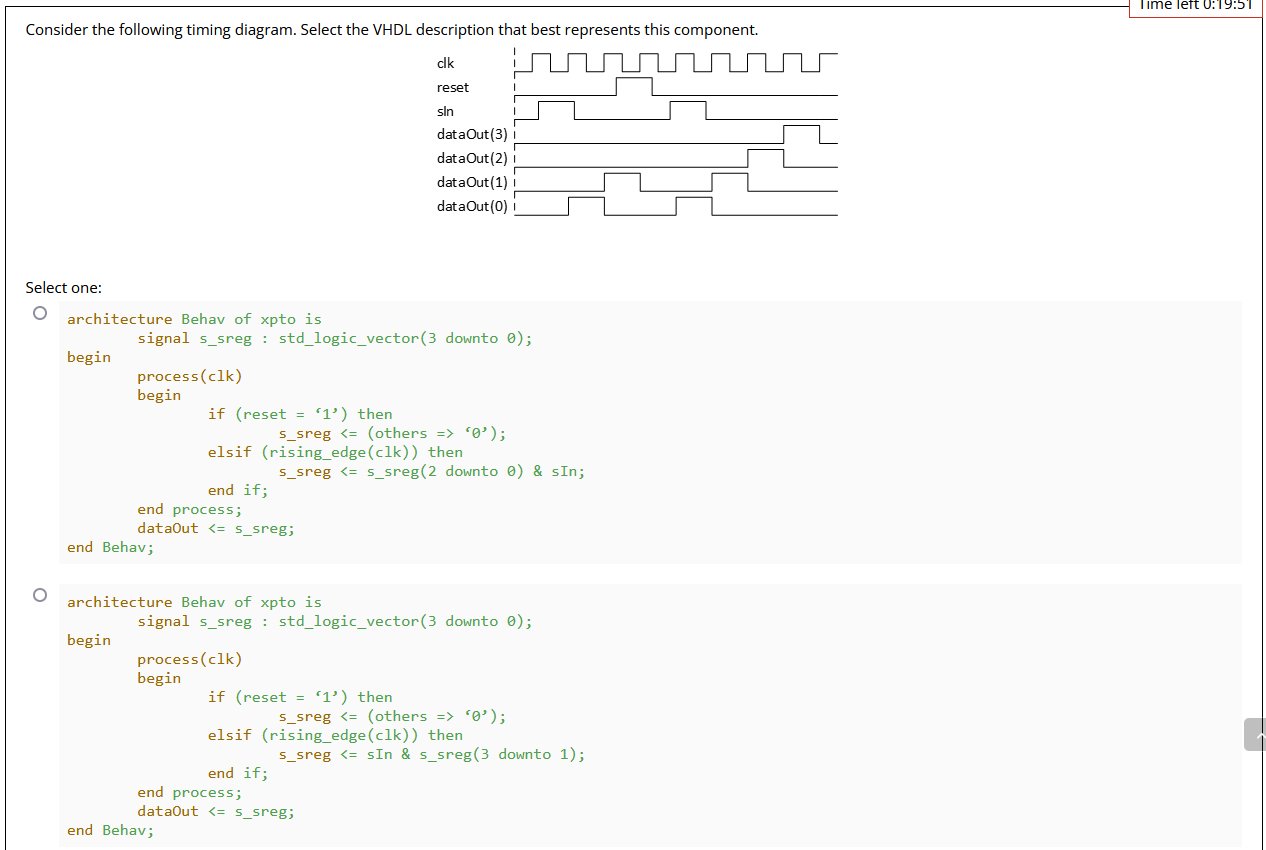 Time left 0:19:51
Consider the following timing diagram. Select the VHDL description that best represents this component.
clk
reset
sIn
dataOut(3)
dataOut(2)
dataOut(1)
dataOut(0)
Select one:
architecture Behav of xpto is
signal s_sreg : std_logic_vector(3 downto 0);
begin
process(clk)
begin
if (reset = ‘1’) then
s_sreg <= (others => ‘0’);
elsif (rising_edge(clk)) then
s_sreg <= s_sreg(2 downto 0) & sIn;
end if;
end process;
dataOut <= s_sreg;
end Behav;
architecture Behav of xpto is
signal s_sreg : std_logic_vector(3 downto 0);
begin
process(clk)
begin
if (reset = ‘1’) then
s_sreg <= (others => ‘0’);
elsif (rising_edge(clk)) then
s_sreg <= sIn & s_sreg(3 downto 1);
end if;
end process;
dataOut <= s_sreg;
end Behav;